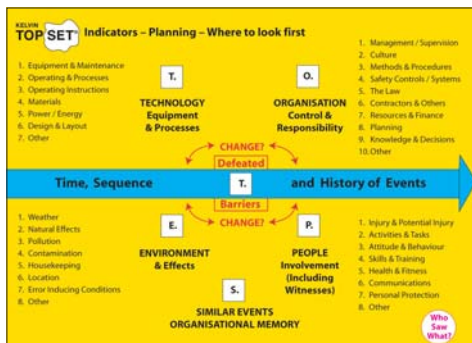 KELVIN
TOP SET® Indicators – Planning – Where to look first
1. Equipment & Maintenance
2. Operating & Processes
3. Operating Instructions
4. Materials
5. Power / Energy
6. Design & Layout
7. Other
T.
TECHNOLOGY
Equipment
& Processes
O.
ORGANISATION
Control &
Responsibility
1. Management / Supervision
2. Culture
3. Methods & Procedures
4. Safety Controls / Systems
5. The Law
6. Contractors & Others
7. Resources & Finance
8. Planning
9. Knowledge & Decisions
10. Other
CHANGE?
Defeated
Time, Sequence T. and History of Events
Barriers
CHANGE?
1. Weather
2. Natural Effects
3. Pollution
4. Contamination
5. Housekeeping
6. Location
7. Error Inducing Conditions
8. Other
E.
ENVIRONMENT
& Effects
P.
PEOPLE
Involvement
(Including
Witnesses)
1. Injury & Potential Injury
2. Activities & Tasks
3. Attitude & Behaviour
4. Skills & Training
5. Health & Fitness
6. Communications
7. Personal Protection
8. Other
S.
SIMILAR EVENTS
ORGANISATIONAL MEMORY
Who
Saw
What?